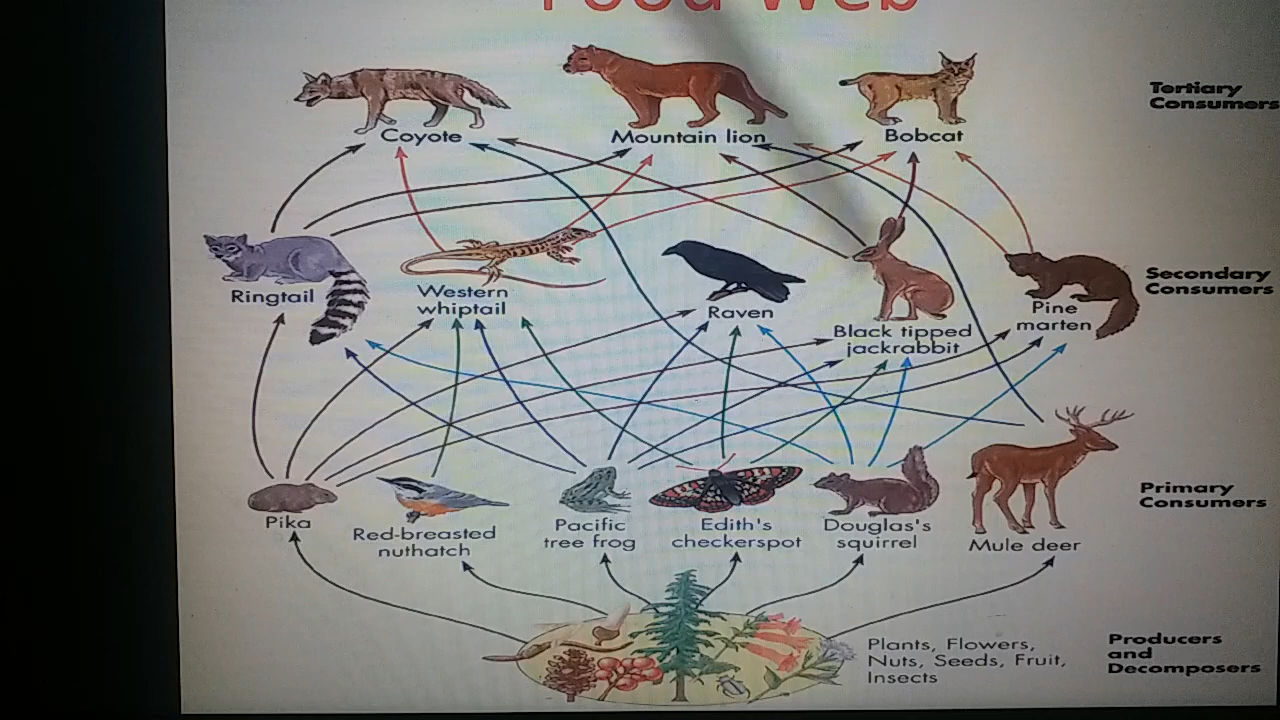 Food Web
Tertiary
Consumers
Coyote
Mountain lion
Bobcat
Secondary
Consumers
Ringtail
Western
whiptail
Raven
Black tipped
jackrabbit
Pine
marten
Primary
Consumers
Pika
Red-breasted
nuthatch
Pacific
tree frog
Edith's
checkerspot
Douglas's
squirrel
Mule deer
Plants, Flowers,
Nuts, Seeds, Fruit,
Insects
Producers
and
Decomposers